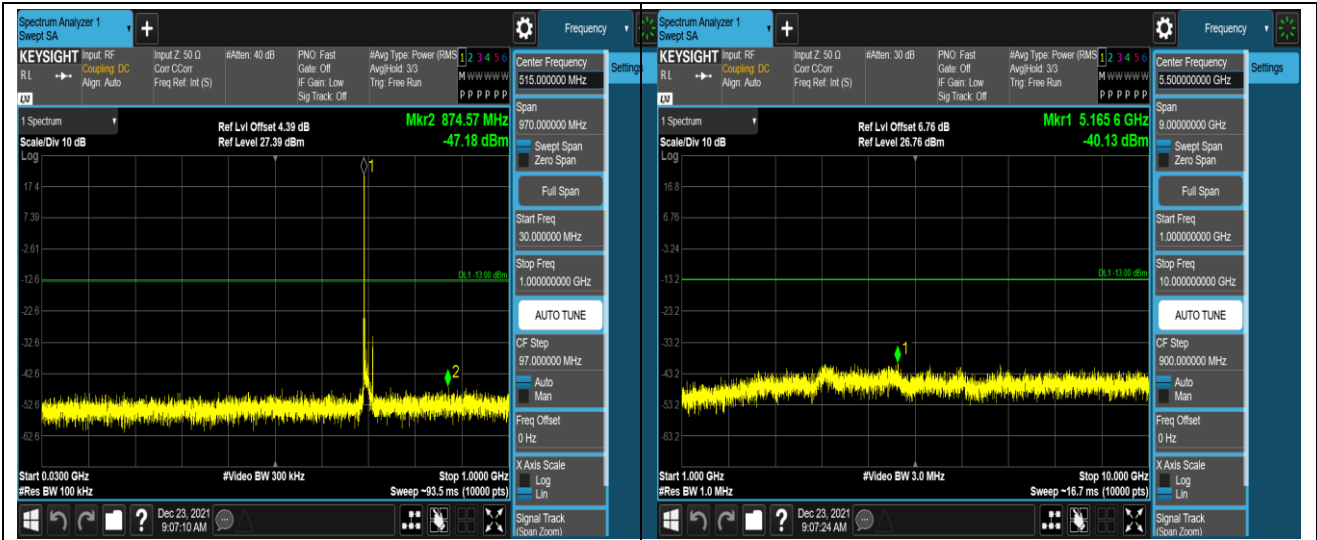 Spectrum Analyzer 1
Swept SA
+
Frequency
KEYSIGHT
Input: RF
Coupling: DC
Align: Auto
Input Z: 50 Ω
Corr CCorr
Freq Ref: Int (S)
#Atten: 40 dB
PNO: Fast
Gate: Off
IF Gain: Low
Sig Track: Off
#Avg Type: Power (RMS
Avg|Hold: 3/3
Trig: Free Run
1 2 3 4 5 6
M W W W W W
P P P P P P
RL
LXI
Center Frequency
515.000000 MHz
Settings
1 Spectrum
Scale/Div 10 dB
Log
Ref Lvl Offset 4.39 dB
Ref Level 27.39 dBm
Mkr2 874.57 MHz
-47.18 dBm
Span
970.000000 MHz
Swept Span
Zero Span
Full Span
Start Freq
30.000000 MHz
Stop Freq
1.000000000 GHz
AUTO TUNE
CF Step
97.000000 MHz
Auto
Man
Freq Offset
0 Hz
X Axis Scale
Log
Lin
Signal Track
(Span Zoom)
1
17.4
7.39
-2.61
DL1 -13.00 dBm
-12.6
-22.6
-32.6
-42.6
2
-52.6
-62.6
Start 0.0300 GHz
#Video BW 300 kHz
Stop 1.0000 GHz
#Res BW 100 kHz
Sweep ~93.5 ms (10000 pts)
?
Dec 23, 2021
9:07:10 AM
Spectrum Analyzer 1
Swept SA
+
Frequency
KEYSIGHT
Input: RF
Coupling: DC
Align: Auto
Input Z: 50 Ω
Corr CCorr
Freq Ref: Int (S)
#Atten: 30 dB
PNO: Fast
Gate: Off
IF Gain: Low
Sig Track: Off
#Avg Type: Power (RMS
Avg|Hold: 3/3
Trig: Free Run
1 2 3 4 5 6
M W W W W W
P P P P P P
RL
LXI
Center Frequency
5.500000000 GHz
Settings
1 Spectrum
Scale/Div 10 dB
Log
Ref Lvl Offset 6.76 dB
Ref Level 26.76 dBm
Mkr1 5.165 6 GHz
-40.13 dBm
Span
9.00000000 GHz
Swept Span
Zero Span
Full Span
Start Freq
1.000000000 GHz
Stop Freq
10.000000000 GHz
AUTO TUNE
CF Step
900.000000 MHz
Auto
Man
Freq Offset
0 Hz
X Axis Scale
Log
Lin
Signal Track
(Span Zoom)
16.8
6.76
-3.24
DL1 -13.00 dBm
-13.2
-23.2
-33.2
1
-43.2
-53.2
-63.2
Start 1.000 GHz
#Video BW 3.0 MHz
Stop 10.000 GHz
#Res BW 1.0 MHz
Sweep ~16.7 ms (10000 pts)
?
Dec 23, 2021
9:07:24 AM